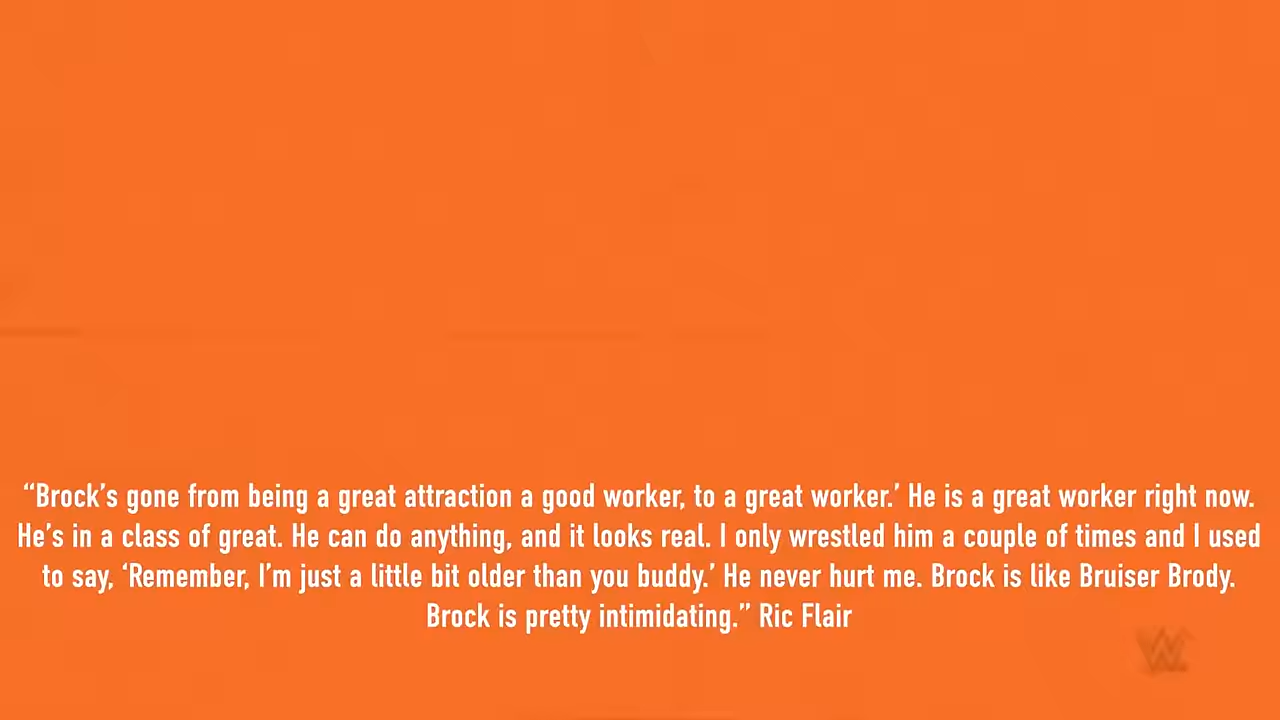 “Brock’s gone from being a great attraction a good worker, to a great worker.’ He is a great worker right now.
He’s in a class of great. He can do anything, and it looks real. I only wrestled him a couple of times and I used
to say, ‘Remember, I’m just a little bit older than you buddy.’ He never hurt me. Brock is like Bruiser Brody.
Brock is pretty intimidating.” Ric Flair
W